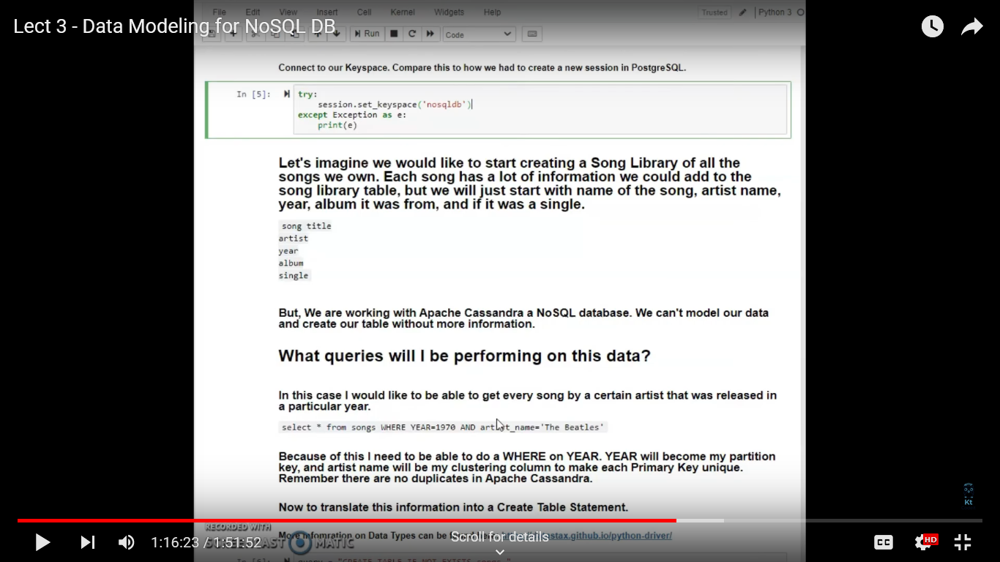 File Edit View Insert Cell Kernel Widgets Help
Trusted Python 3
Lect 3 - Data Modeling for NoSQL DB
Run Code
Connect to our Keyspace. Compare this to how we had to create a new session in PostgreSQL.
In [5]: try:
session.set_keyspace('nosqldb')
except Exception as e:
print(e)
Let's imagine we would like to start creating a Song Library of all the
songs we own. Each song has a lot of information we could add to the
song library table, but we will just start with name of the song, artist name,
year, album it was from, and if it was a single.
song title
artist
year
album
single
But, We are working with Apache Cassandra a NoSQL database. We can't model our data
and create our table without more information.
What queries will I be performing on this data?
In this case I would like to be able to get every song by a certain artist that was released in
a particular year.
select * from songs WHERE YEAR=1970 AND artist_name='The Beatles'
Because of this I need to be able to do a WHERE on YEAR. YEAR will become my partition
key, and artist name will be my clustering column to make each Primary Key unique.
Remember there are no duplicates in Apache Cassandra.
Kt
Now to translate this information into a Create Table Statement.
RECORDED WITH
More infomration on Data Types can be
Scroll for details
stax.github.io/python-driver/
1:16:23 / 1:51:52
CC HD
In [6]: query = "CREATE TABLE IF NOT EXISTS songs "